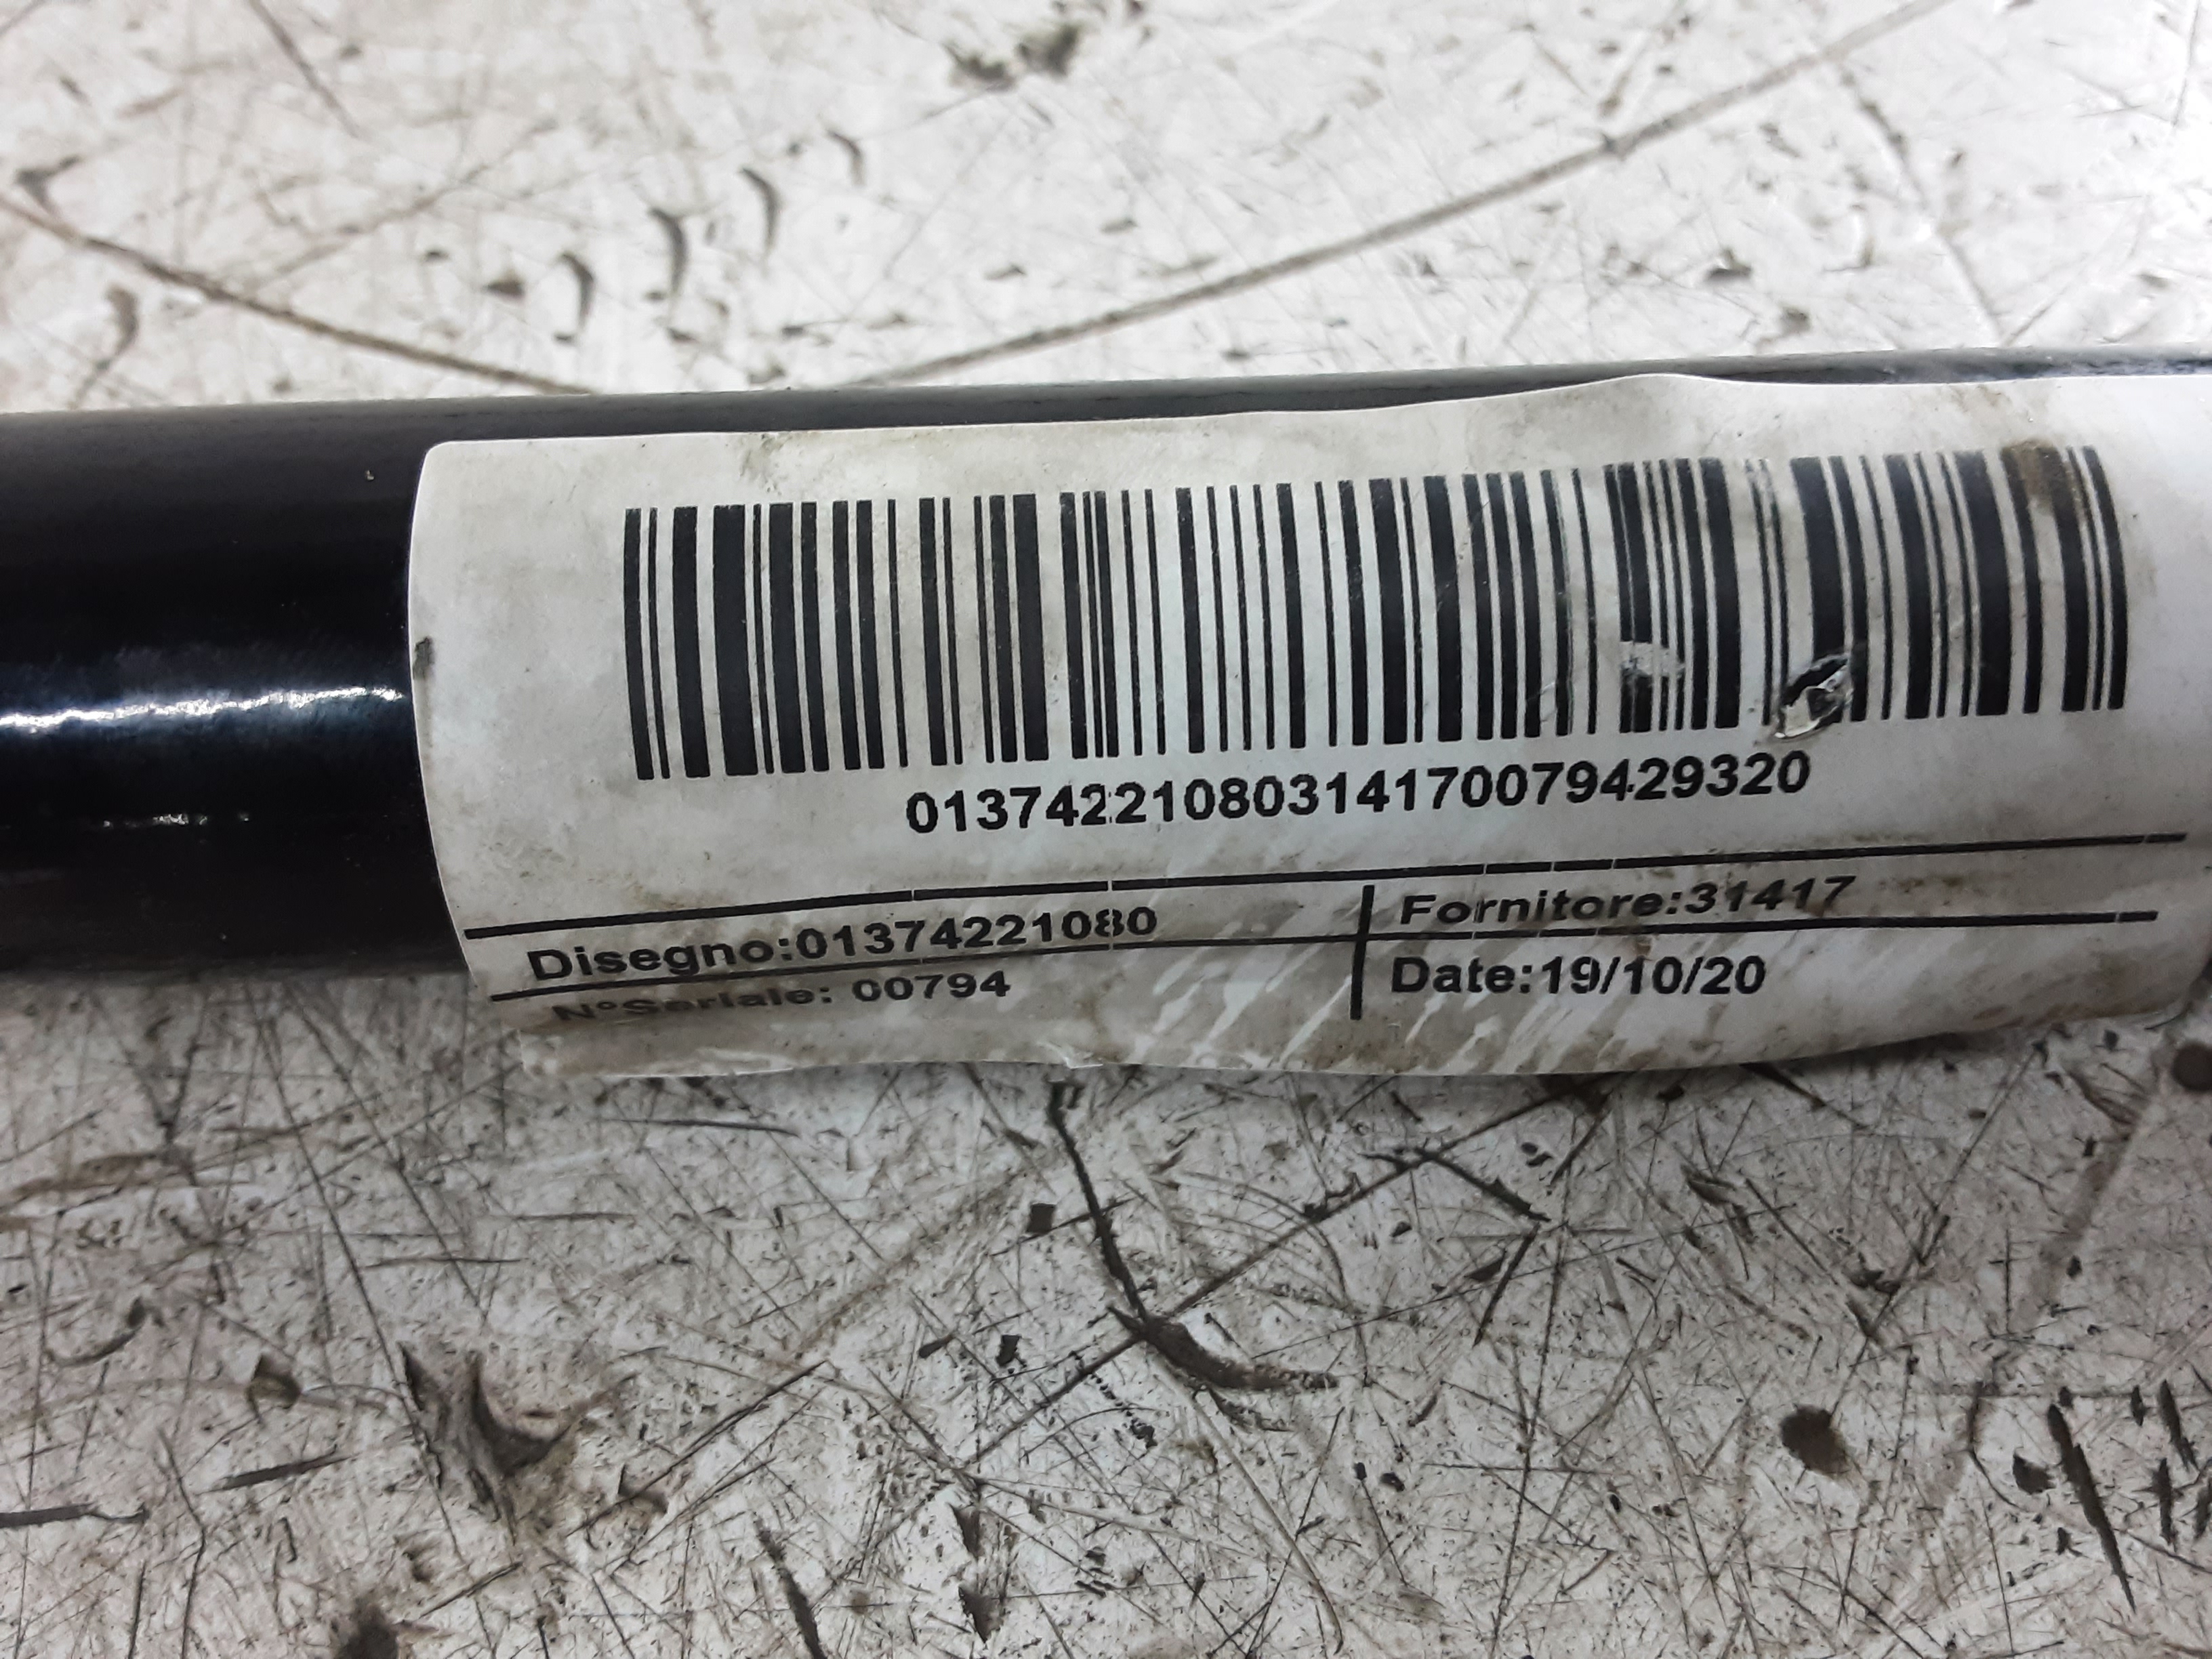 01374221080314170079429320
Disegno:01374221080
Fornitore:31417
N°Seriale: 00794
Date:19/10/20